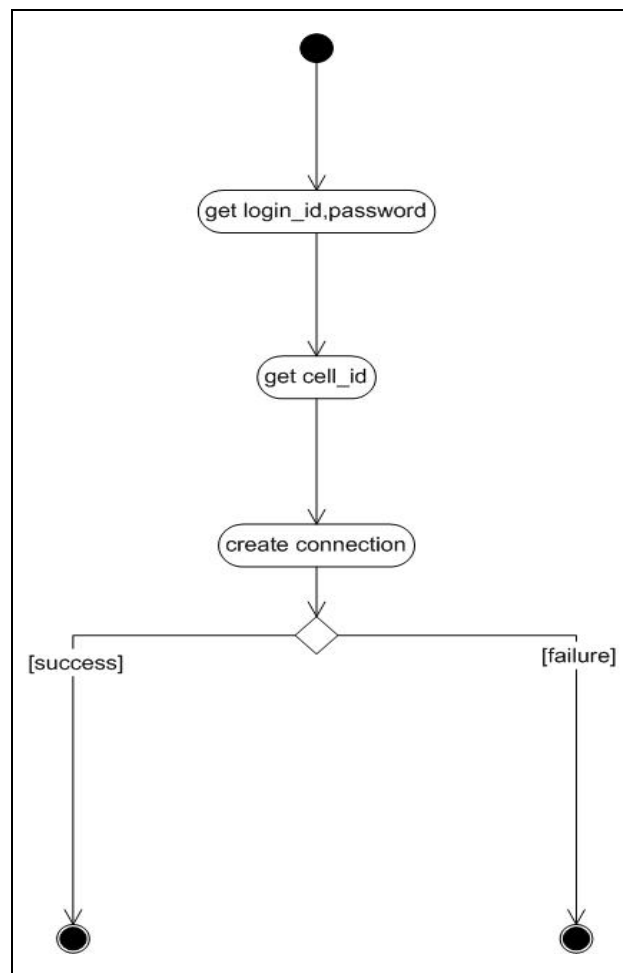 get login_id,password
get cell_id
create connection
[success]
[failure]